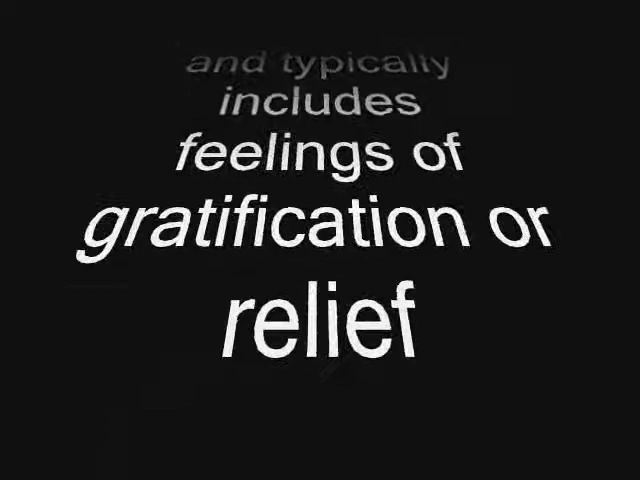 and typically
includes
feelings of
gratification or
relief